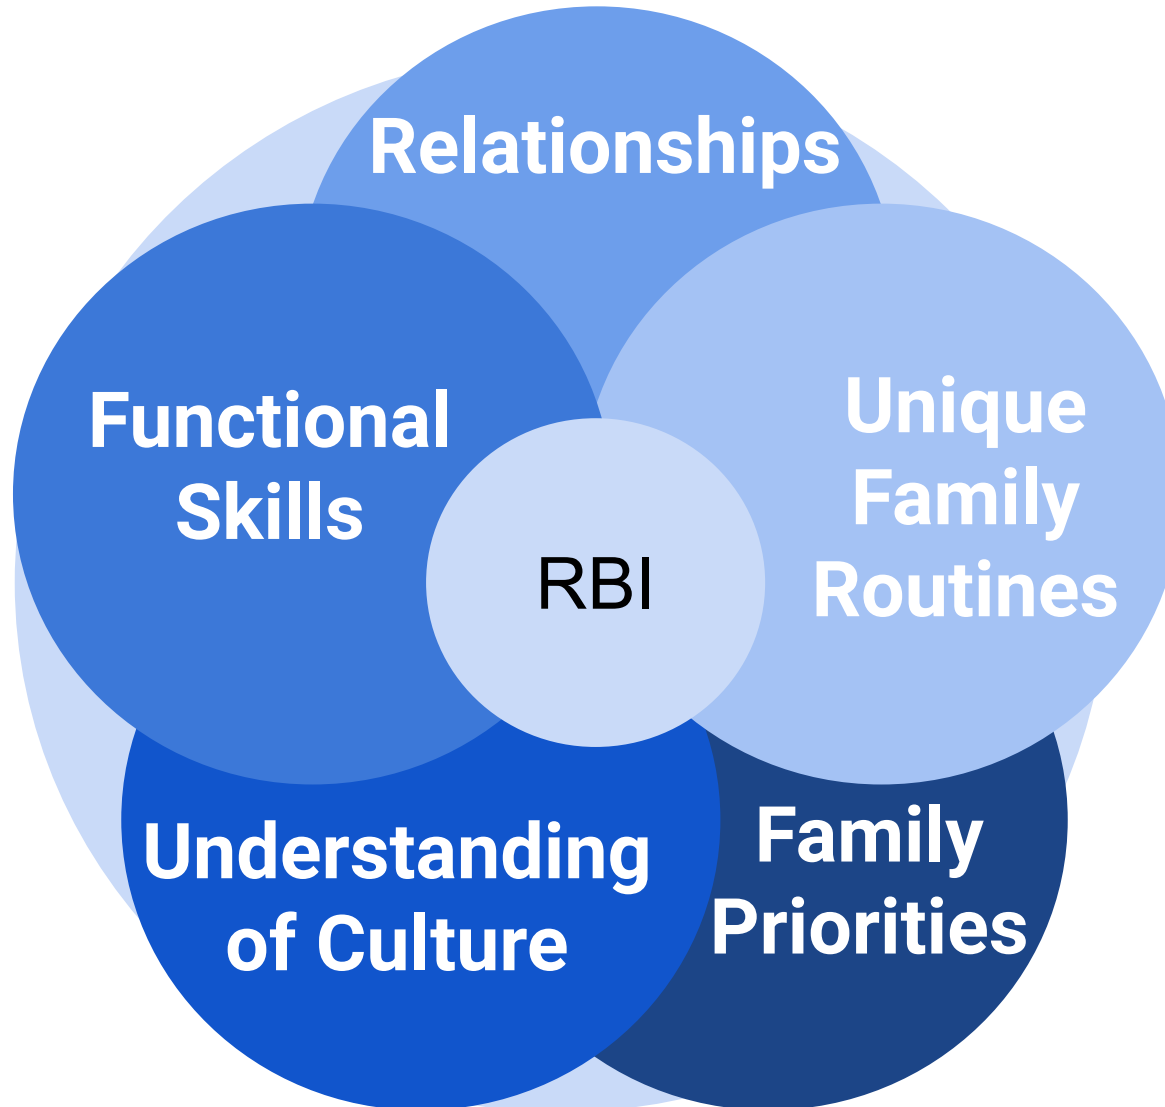 Relationships
Functional
Skills
Unique
Family
Routines
RBI
Understanding
of Culture
Family
Priorities